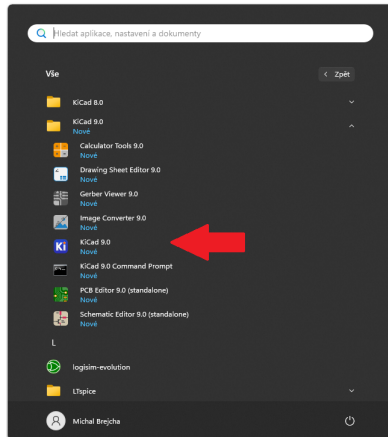 Hledat aplikace, nastavení a dokumenty
Vše
Zpět
KiCad 8.0
KiCad 9.0
Nové
Calculator Tools 9.0
Nové
Drawing Sheet Editor 9.0
Nové
Gerber Viewer 9.0
Nové
Image Converter 9.0
Nové
KiCad 9.0
Nové
KiCad 9.0 Command Prompt
Nové
PCB Editor 9.0 (standalone)
Nové
Schematic Editor 9.0 (standalone)
Nové
L
logisim-evolution
LTspice
Michal Brejcha